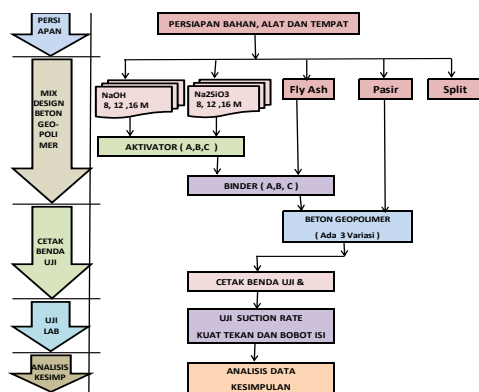 PERSI
APAN
PERSIAPAN BAHAN, ALAT DAN TEMPAT
MIX
DESIGN
BETON
GEO-
POLI
MER
NaOH
8, 12 ,16 M
Na2SiO3
8, 12 ,16 M
Fly Ash
Pasir
Split
AKTIVATOR ( A,B,C )
BINDER ( A,B, C )
BETON GEOPOLIMER
( Ada 3 Variasi )
CETAK
BENDA
UJI
CETAK BENDA UJI &
UJI
LAB
UJI SUCTION RATE
KUAT TEKAN DAN BOBOT ISI
ANALISIS
KESIMP
ANALISIS DATA
KESIMPULAN